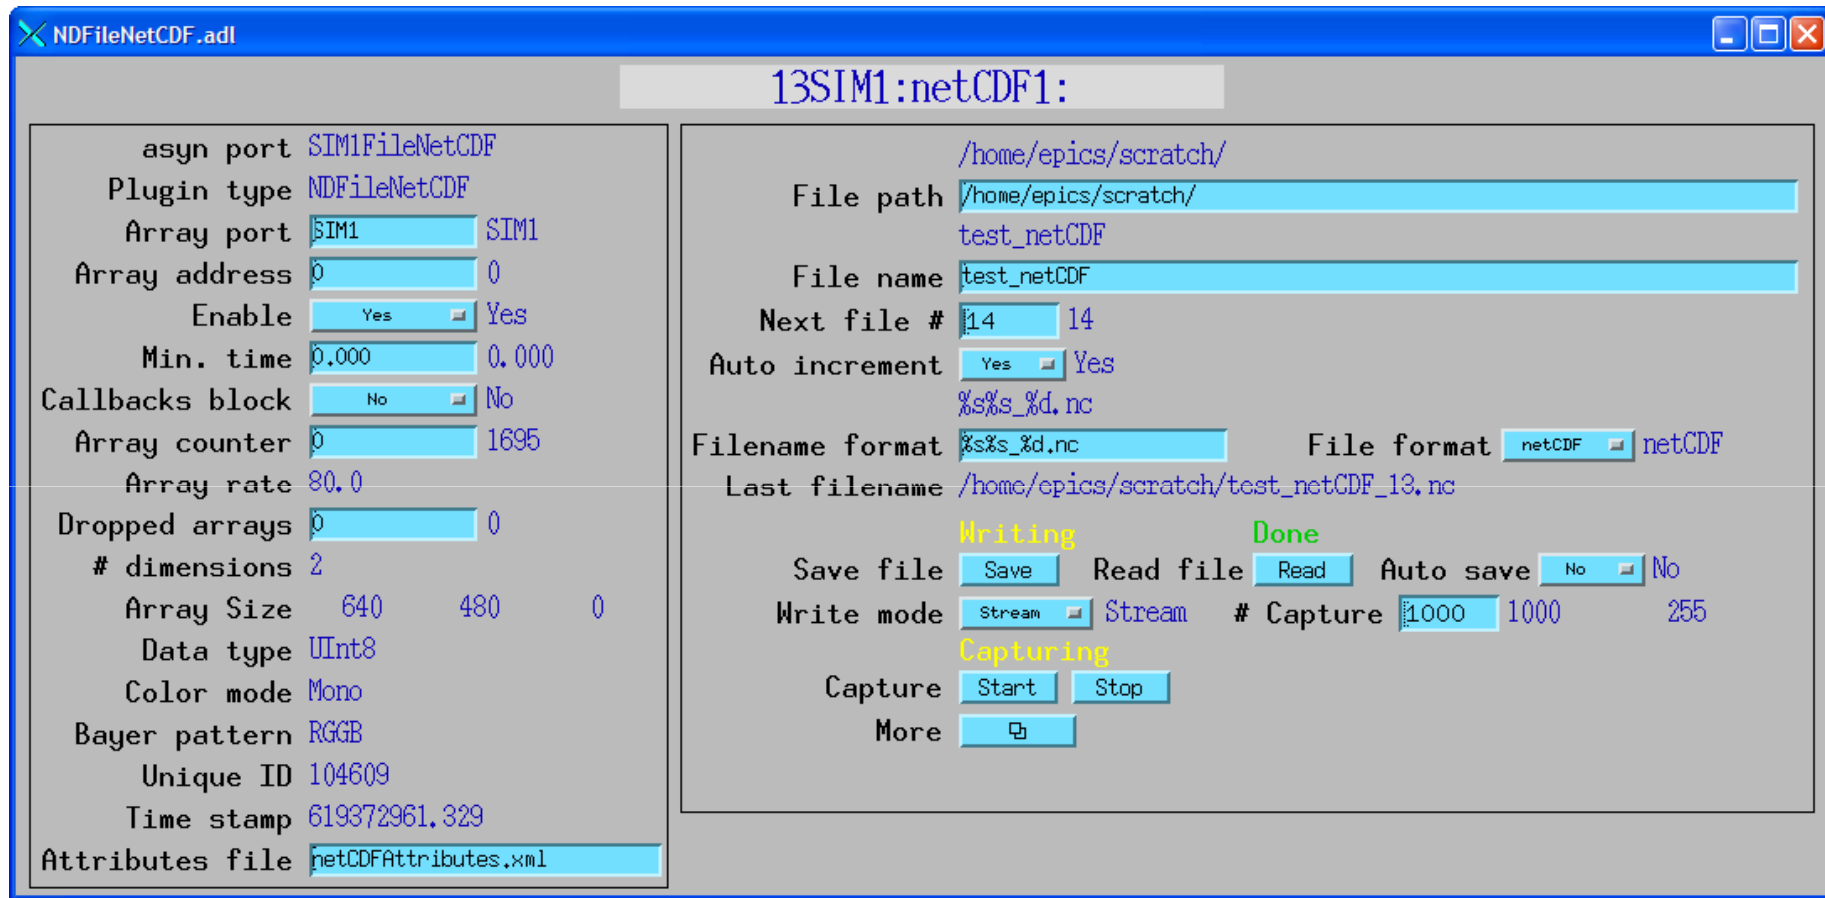 NDFileNetCDF.adl
13SIM1:netCDF1:
asyn port SIM1FileNetCDF
Plugin type NDFileNetCDF
Array port SIM1 SIM1
Array address 0 0
Enable Yes Yes
Min. time 0.000 0.000
Callbacks block No No
Array counter 0 1695
Array rate 80.0
Dropped arrays 0 0
# dimensions 2
Array Size 640 480 0
Data type UInt8
Color mode Mono
Bayer pattern RGGB
Unique ID 104609
Time stamp 619372961.329
Attributes file netCDFAttributes.xml
/home/epics/scratch/
File path /home/epics/scratch/
test_netCDF
File name test_netCDF
Next file # 14 14
Auto increment Yes Yes
%s%s_%d.nc
Filename format %s%s_%d.nc File format netCDF netCDF
Last filename /home/epics/scratch/test_netCDF_13.nc
Writing Done
Save file Save Read file Read Auto save No No
Write mode Stream Stream # Capture 1000 1000 255
Capturing
Capture Start Stop
More